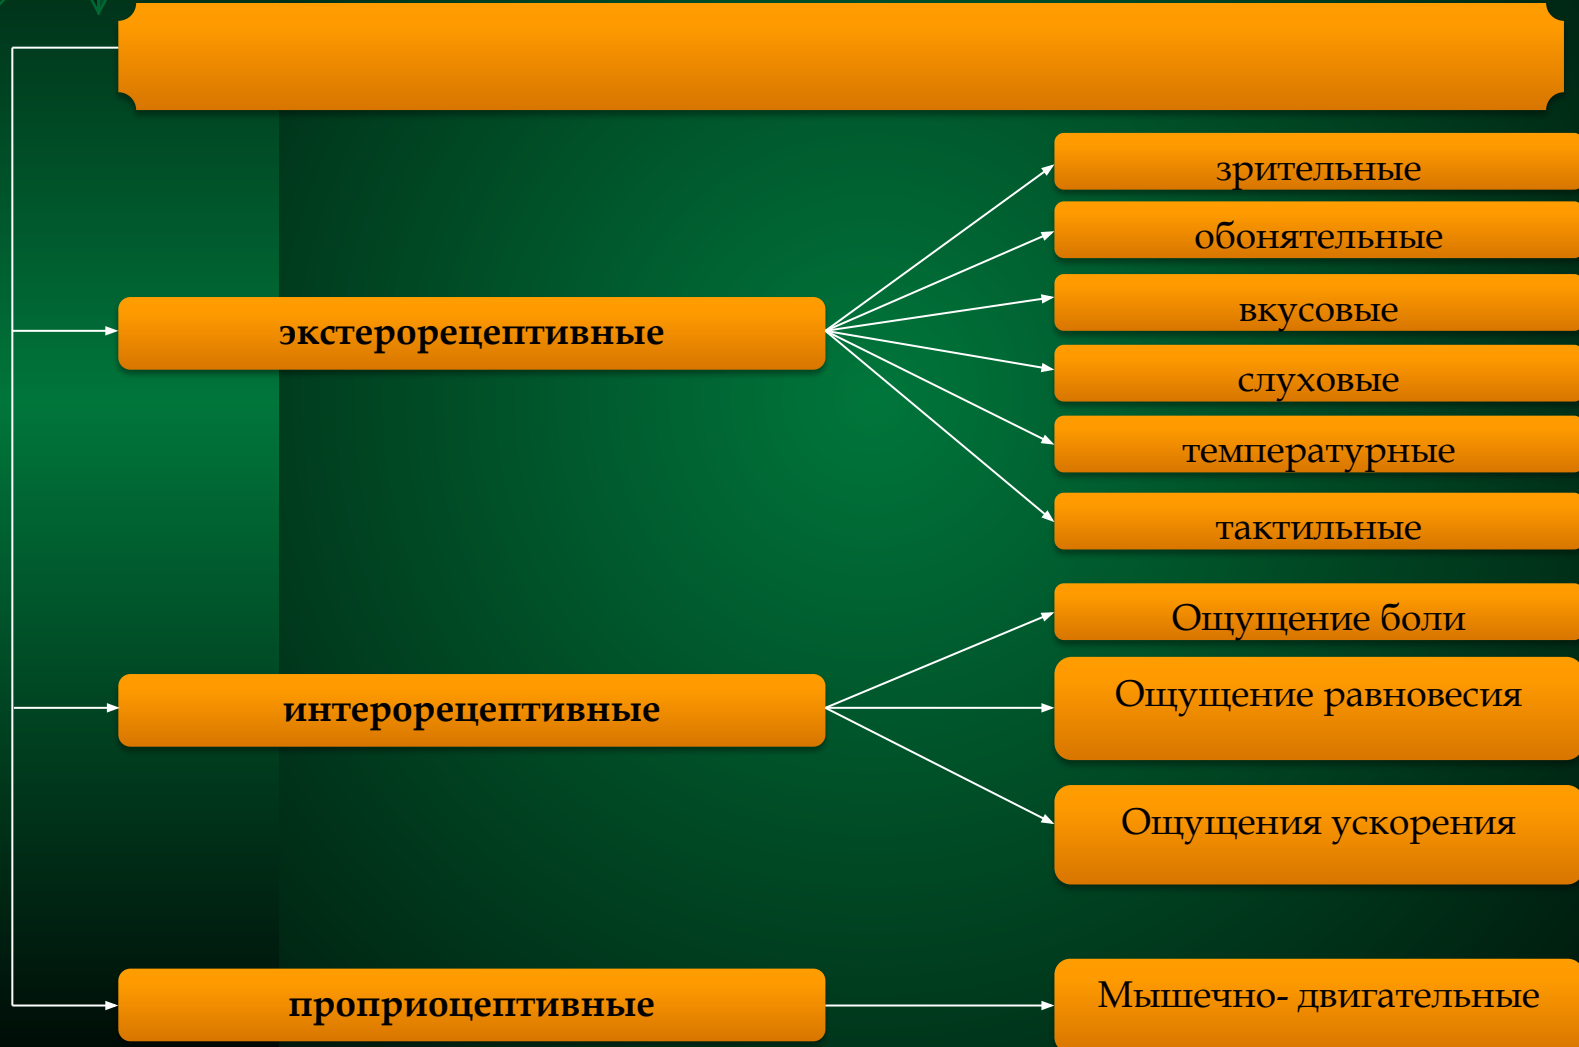 зрительные
обонятельные
вкусовые
экстерорецептивные
слуховые
температурные
тактильные
Ощущение боли
Ощущение равновесия
интерорецептивные
Ощущения ускорения
проприоцептивные
Мышечно- двигательные